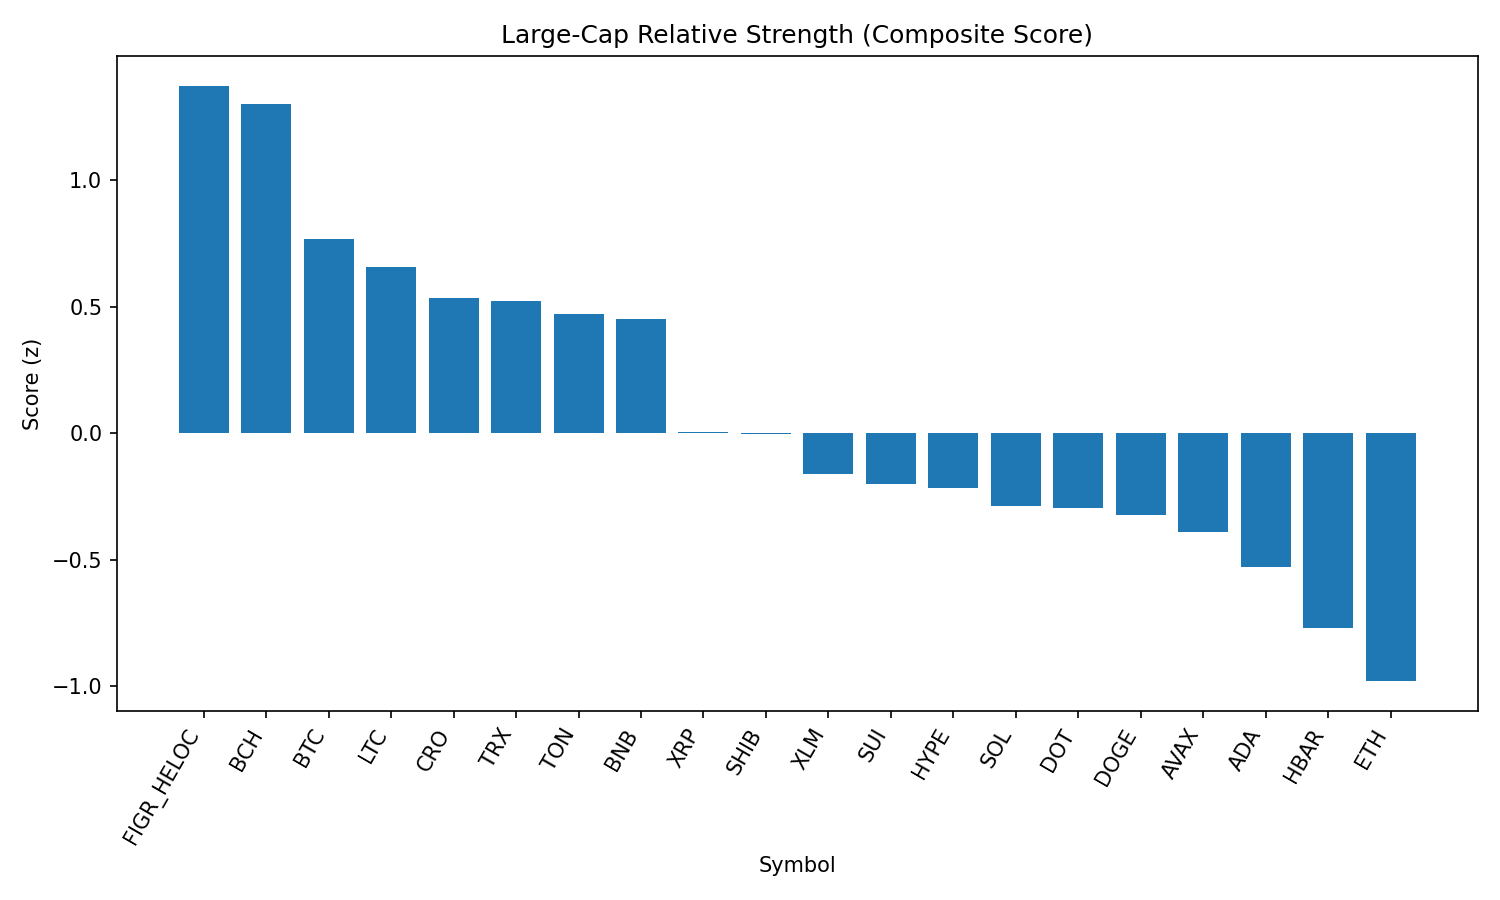 Large-Cap Relative Strength (Composite Score)
Score (z)
1.0
0.5
0.0
−0.5
−1.0
FIGR_HELOC
BCH
BTC
LTC
CRO
TRX
TON
BNB
XRP
SHIB
XLM
SUI
HYPE
SOL
DOT
DOGE
AVAX
ADA
HBAR
ETH
Symbol